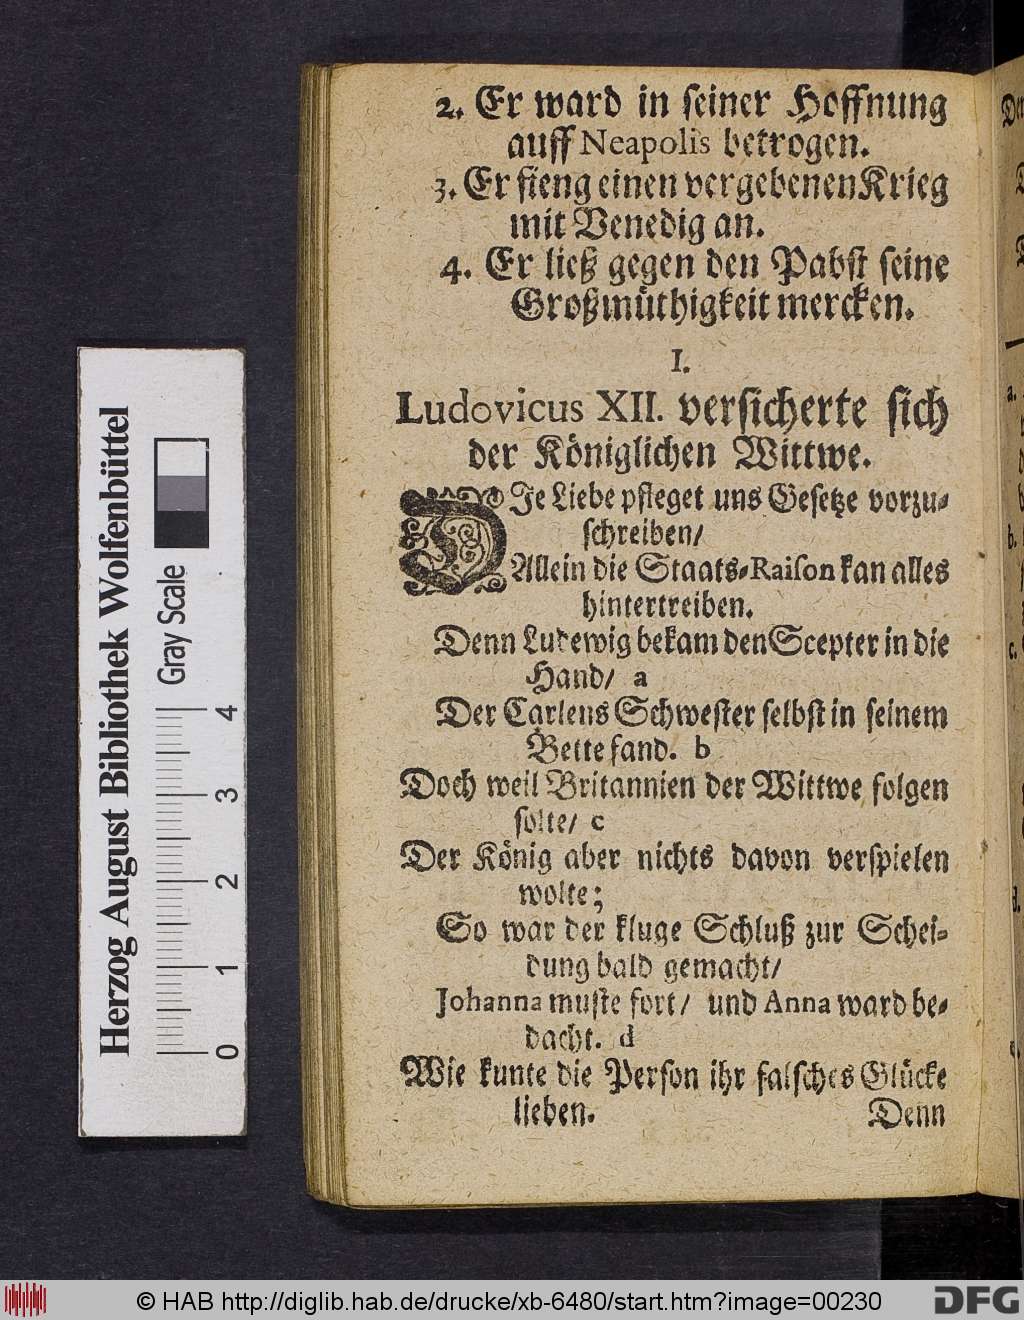 2. Er ward in seiner Hoffnung
auff Neapolis betrogen.
3. Er fieng einen vergebenen Krieg
mit Venedig an.
4. Er ließ gegen den Pabst seine
Großmüthigkeit mercken.
I.
Ludovicus XII. versicherte sich
der Königlichen Wittwe.
DIe Liebe pfleget uns Gesetze vorzu-
schreiben/
Allein die Staats-Raison kan alles
hintertreiben.
Denn Ludewig bekam den Scepter in die
Hand/ a
Der Carlens Schwester selbst in seinem
Bette fand. b
Doch weil Britannien der Wittwe folgen
solte/ c
Der König aber nichts davon verspielen
wolte;
So war der kluge Schluß zur Schei-
dung bald gemacht/
Johanna muste fort/ und Anna ward be-
dacht. d
Wie kunte die Person ihr falsches Glücke
lieben.
Denn
Herzog August Bibliothek Wolfenbüttel
Gray Scale
0 1 2 3 4
a.
b.
c.
d.
© HAB http://diglib.hab.de/drucke/xb-6480/start.htm?image=00230
DFG